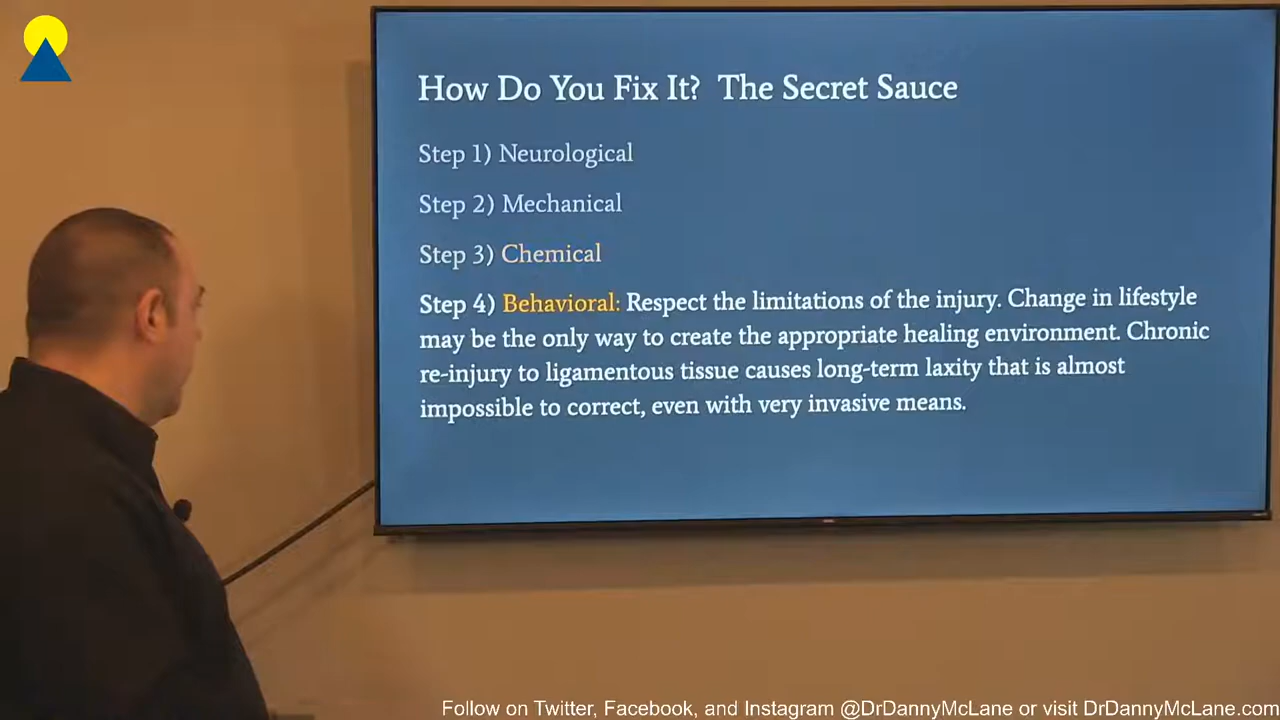 How Do You Fix It? The Secret Sauce
Step 1) Neurological
Step 2) Mechanical
Step 3) Chemical
Step 4) Behavioral: Respect the limitations of the injury. Change in lifestyle
may be the only way to create the appropriate healing environment. Chronic
re-injury to ligamentous tissue causes long-term laxity that is almost
impossible to correct, even with very invasive means.
Follow on Twitter, Facebook, and Instagram @DrDannyMcLane or visit DrDannyMcLane.com